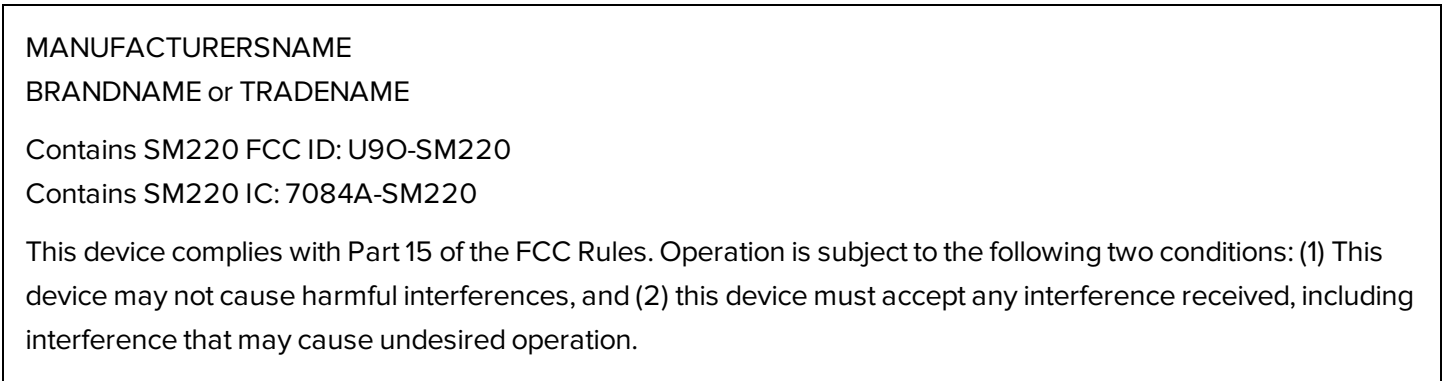 MANUFACTURERSNAME
BRANDNAME or TRADENAME
Contains SM220 FCC ID: U9O-SM220
Contains SM220 IC: 7084A-SM220
This device complies with Part 15 of the FCC Rules. Operation is subject to the following two conditions: (1) This
device may not cause harmful interferences, and (2) this device must accept any interference received, including
interference that may cause undesired operation.